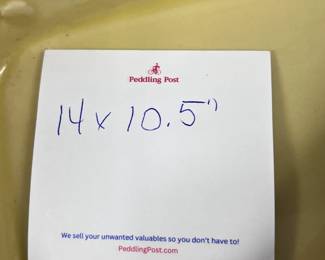 Peddling Post
14 x 10.5"
We sell your unwanted valuables so you don't have to!
PeddlingPost.com